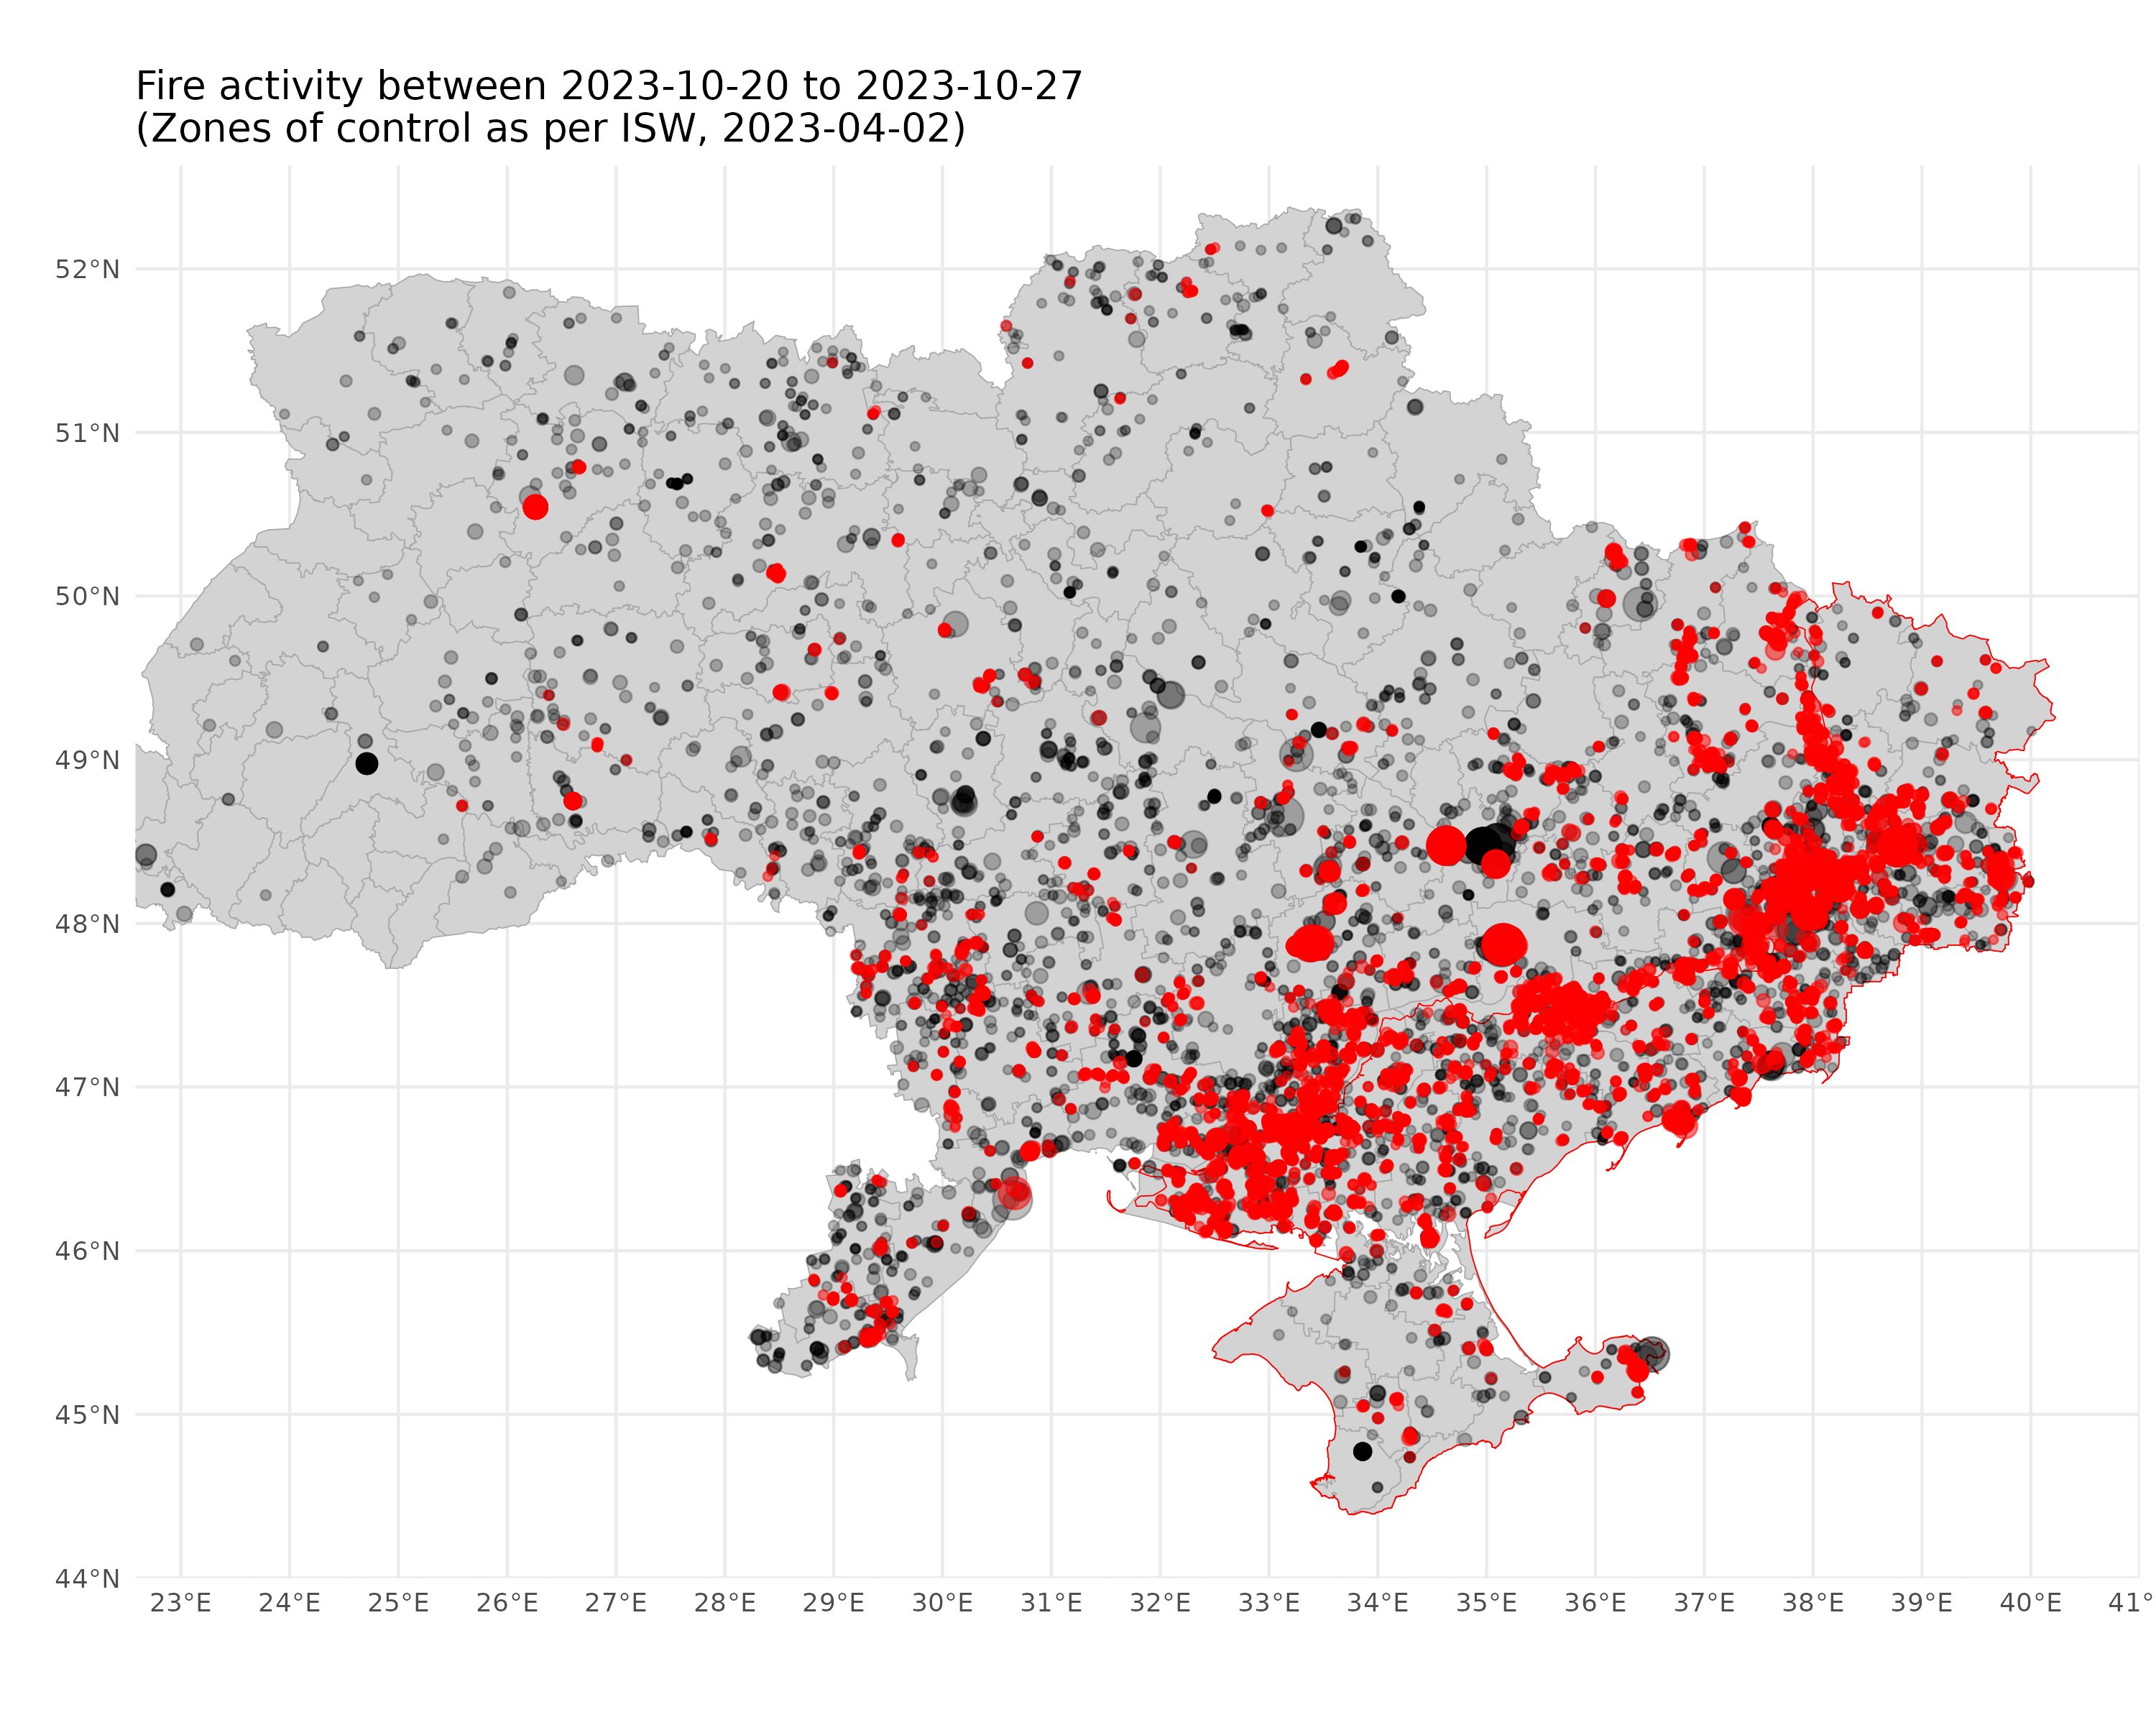 Fire activity between 2023-10-20 to 2023-10-27
(Zones of control as per ISW, 2023-04-02)
52°N
51°N
50°N
49°N
48°N
47°N
46°N
45°N
44°N
23°E 24°E 25°E 26°E 27°E 28°E 29°E 30°E 31°E 32°E 33°E 34°E 35°E 36°E 37°E 38°E 39°E 40°E 41°